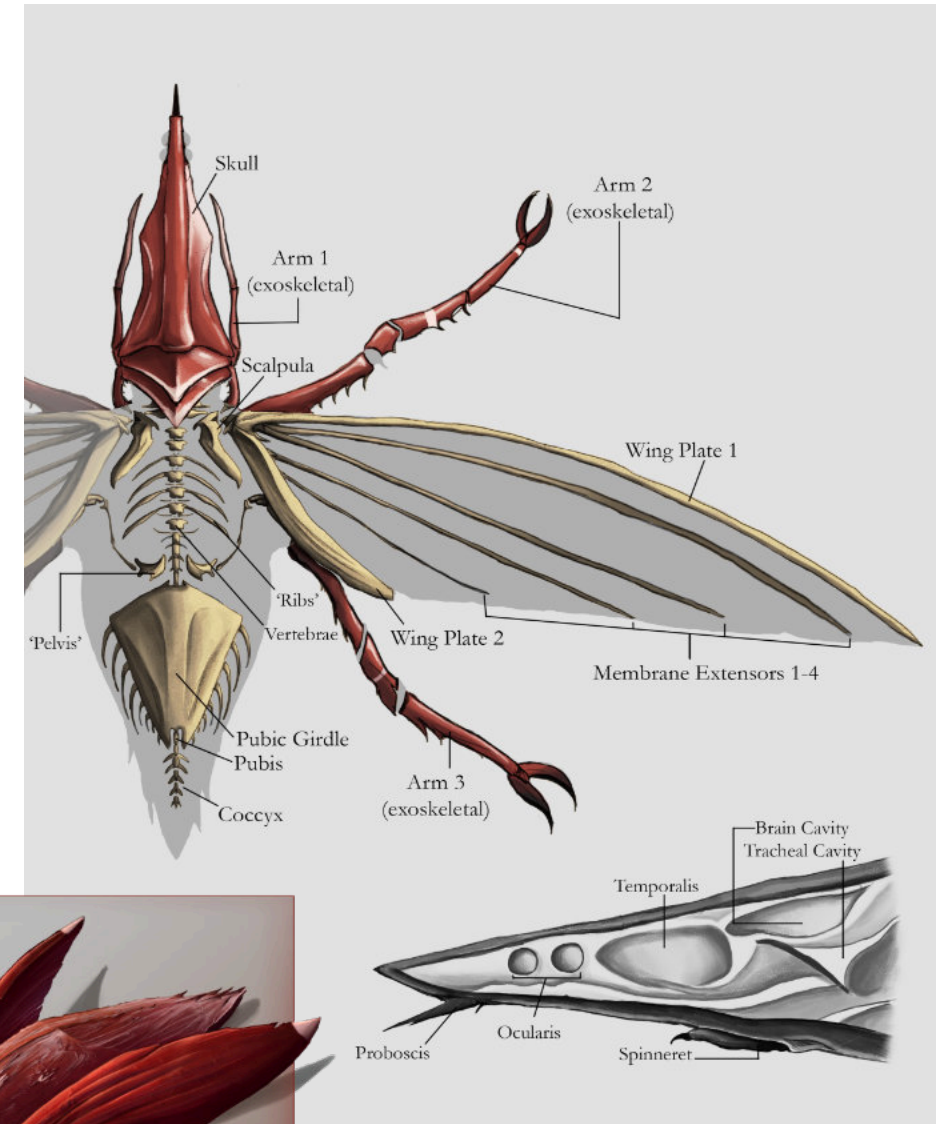 Skull
Arm 2
(exoskeletal)
Arm 1
(exoskeletal)
Scalpula
Wing Plate 1
'Ribs'
Vertebrae
'Pelvis'
Wing Plate 2
Membrane Extensors 1-4
Pubic Girdle
Pubis
Arm 3
(exoskeletal)
Coccyx
Brain Cavity
Tracheal Cavity
Temporalis
Ocularis
Proboscis
Spinneret